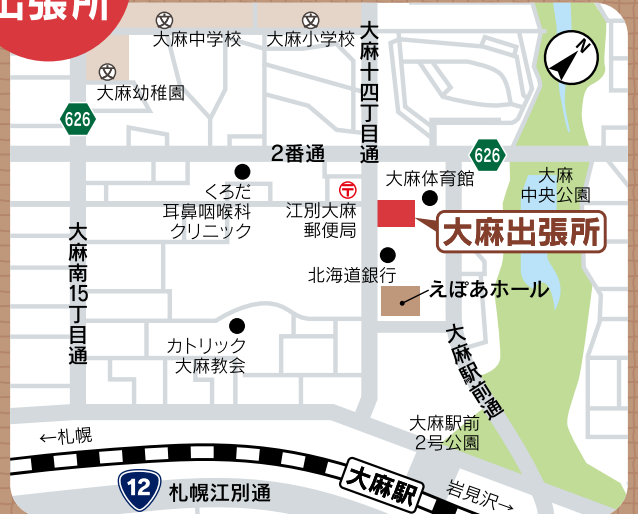 出張所
大麻中学校
大麻小学校
大麻十四丁目通
N
大麻幼稚園
626
2番通
626
大麻体育館
大麻
中央公園
くろだ
耳鼻咽喉科
クリニック
江別大麻
郵便局
大麻出張所
大麻南15丁目通
北海道銀行
えぽあホール
カトリック
大麻教会
大麻駅前通
大麻駅前
2号公園
←札幌
12
札幌江別通
大麻駅
岩見沢→